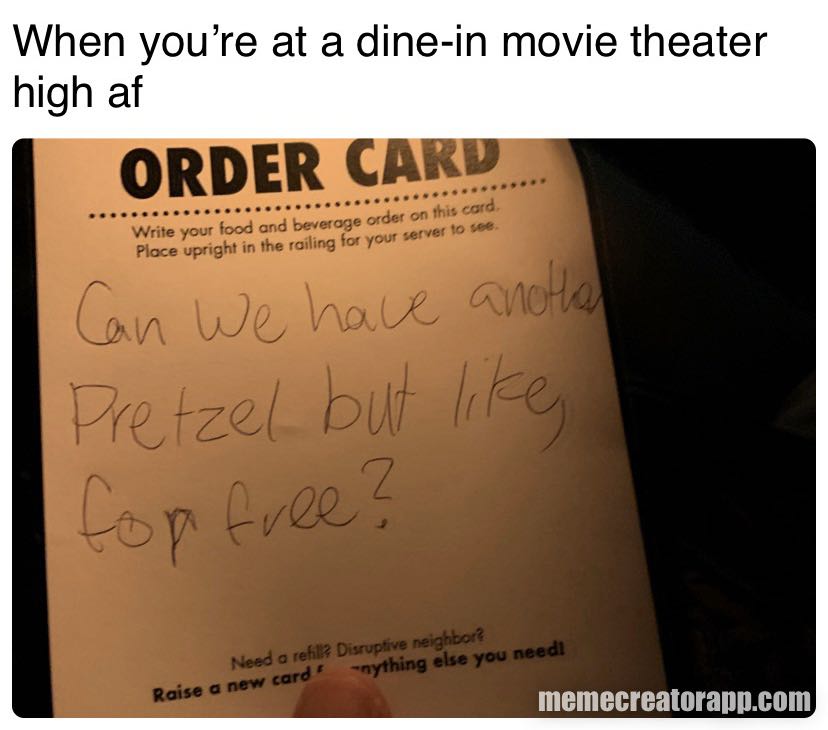 When you’re at a dine-in movie theater
high af
ORDER CARD
Write your food and beverage order on this card.
Place upright in the railing for your server to see.
Can we have another
Pretzel but like,
for free?
Need a refill? Disruptive neighbor?
Raise a new card anything else you need!
memecreatorapp.com